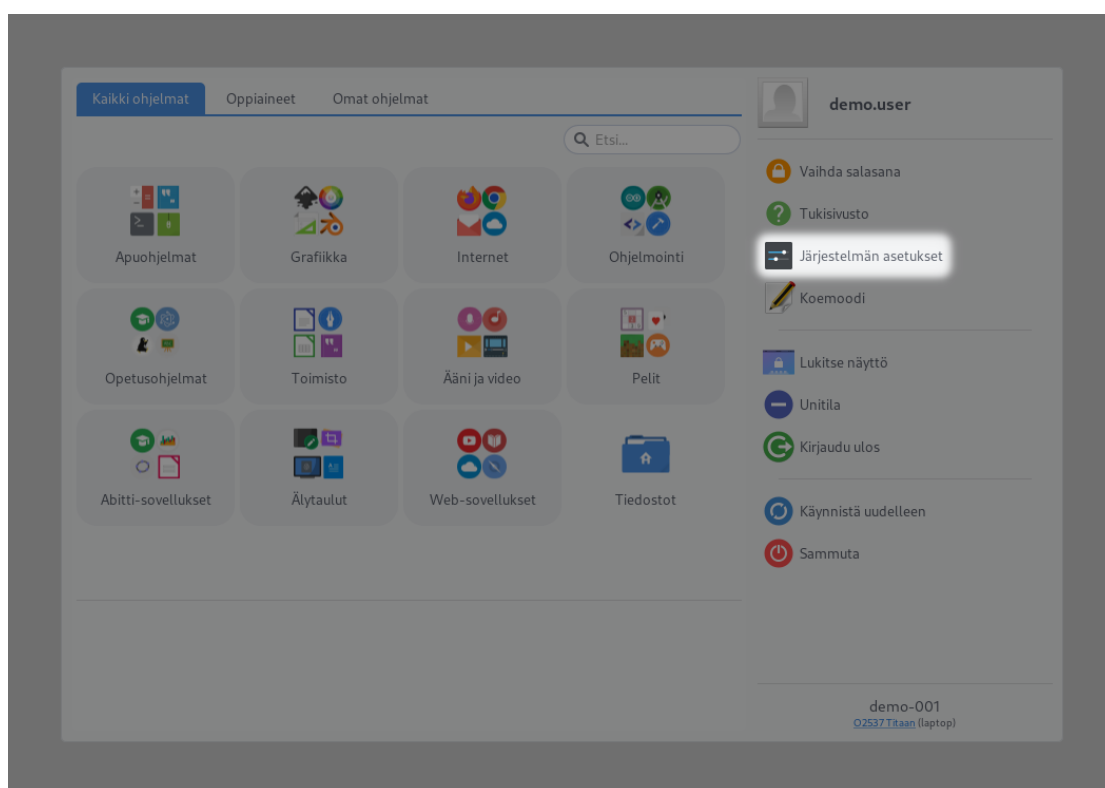 Kaikki ohjelmat
Oppiaineet
Omat ohjelmat
Etsi...
Apuohjelmat
Grafiikka
Internet
Ohjelmointi
Opetusohjelmat
Toimisto
Ääni ja video
Pelit
Abitti-sovellukset
Älytaulut
Web-sovellukset
Tiedostot
demo.user
Vaihda salasana
Tukisivusto
Järjestelmän asetukset
Koemoodi
Lukitse näyttö
Unitila
Kirjaudu ulos
Käynnistä uudelleen
Sammuta
demo-001
O2537 Titaan (laptop)